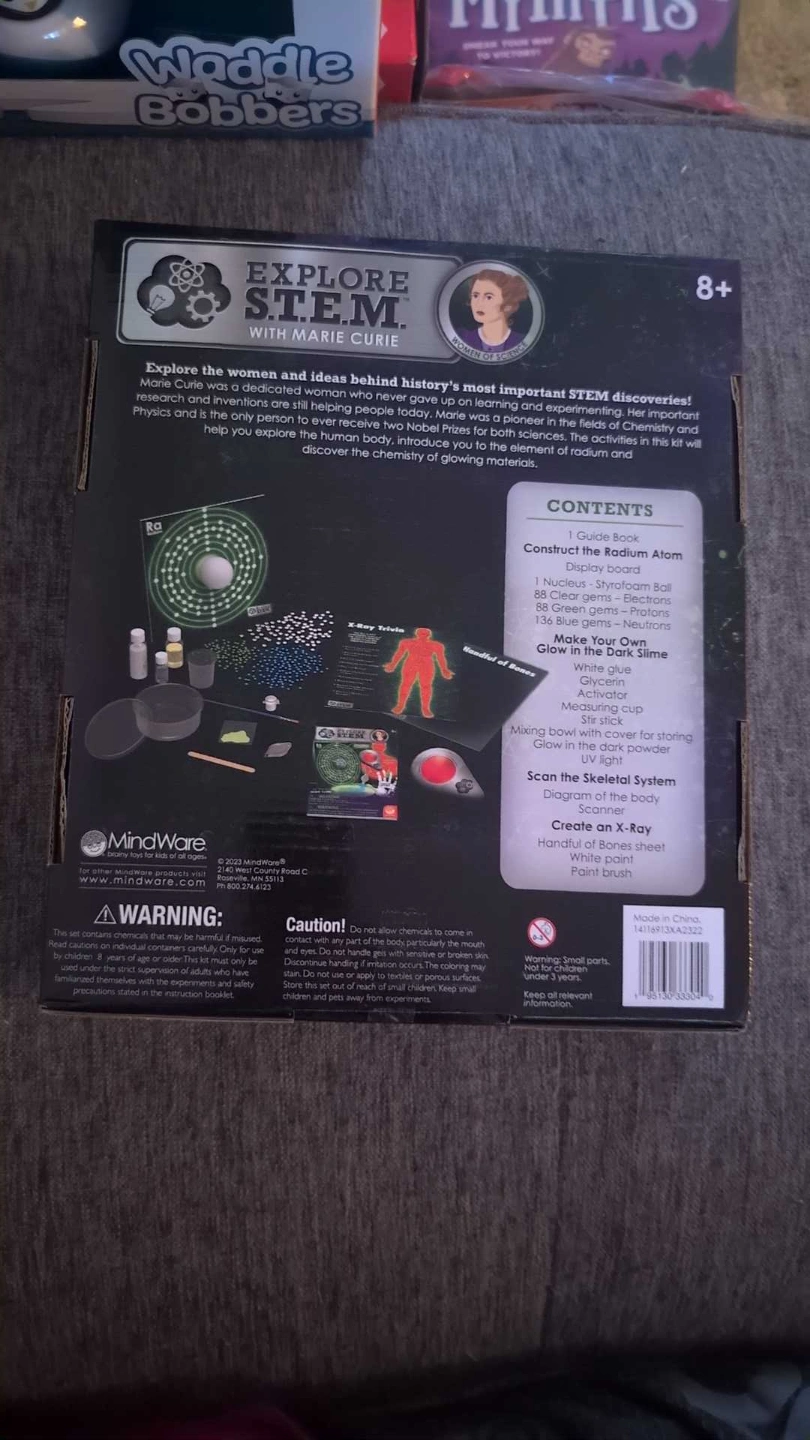 Waddle
Bobbers
SNEAK YOUR WAY
TO VICTORY!
EXPLORE
S.T.E.M.™
WITH MARIE CURIE
WOMEN OF SCIENCE
8+
Explore the women and ideas behind history's most important STEM discoveries!
Marie Curie was a dedicated woman who never gave up on learning and experimenting. Her important
research and inventions are still helping people today. Marie was a pioneer in the fields of Chemistry and
Physics and is the only person to ever receive two Nobel Prizes for both sciences. The activities in this kit will
help you explore the human body, introduce you to the element of radium and
discover the chemistry of glowing materials.
Ra
X-Ray Trivia
Handful of Bones
EXPLORE
S.T.E.M.
CONTENTS
1 Guide Book
Construct the Radium Atom
Display board
1 Nucleus - Styrofoam Ball
88 Clear gems – Electrons
88 Green gems – Protons
136 Blue gems – Neutrons
Make Your Own
Glow in the Dark Slime
White glue
Glycerin
Activator
Measuring cup
Stir stick
Mixing bowl with cover for storing
Glow in the dark powder
UV light
Scan the Skeletal System
Diagram of the body
Scanner
Create an X-Ray
Handful of Bones sheet
White paint
Paint brush
MindWare®
brainy toys for kids of all ages®
for other MindWare products visit
www.mindware.com
© 2023 MindWare®
2140 West County Road C
Roseville, MN 55113
Ph 800.274.6123
WARNING:
This set contains chemicals that may be harmful if misused.
Read cautions on individual containers carefully. Only for use
by children 8 years of age or older. This kit must only be
used under the strict supervision of adults who have
familiarized themselves with the experiments and safety
precautions stated in the instruction booklet.
Caution! Do not allow chemicals to come in
contact with any part of the body, particularly the mouth
and eyes. Do not handle gels with sensitive or broken skin.
Discontinue handling if irritation occurs. The coloring may
stain. Do not use or apply to textiles or porous surfaces.
Store this set out of reach of small children. Keep small
children and pets away from experiments.
0-3
Warning: Small parts.
Not for children
under 3 years.
Keep all relevant
information.
Made in China.
14116913XA2322
1 95130 33304 0